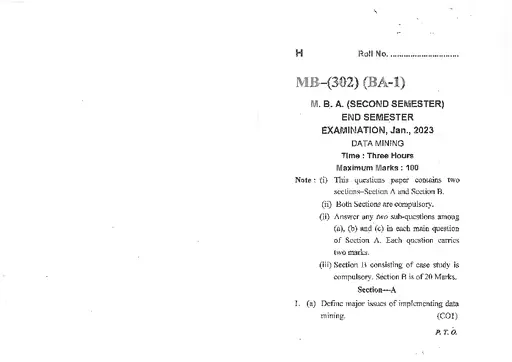 H Roll No. ..............................
MB–(302) (BA-1)
M. B. A. (SECOND SEMESTER)
END SEMESTER
EXAMINATION, Jan., 2023
DATA MINING
Time : Three Hours
Maximum Marks : 100
Note : (i) This questions paper contains two
sections–Section A and Section B.
(ii) Both Sections are compulsory.
(ii) Answer any two sub-questions among
(a), (b) and (c) in each main question
of Section A. Each question carries
two marks.
(iii) Section B consisting of case study is
compulsory. Section B is of 20 Marks.
Section—A
1. (a) Define major issues of implementing data
mining. (CO1)
P. T. O.